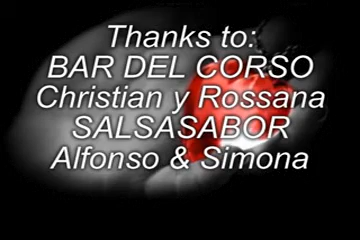 Thanks to:
BAR DEL CORSO
Christian y Rossana
SALSASABOR
Alfonso & Simona